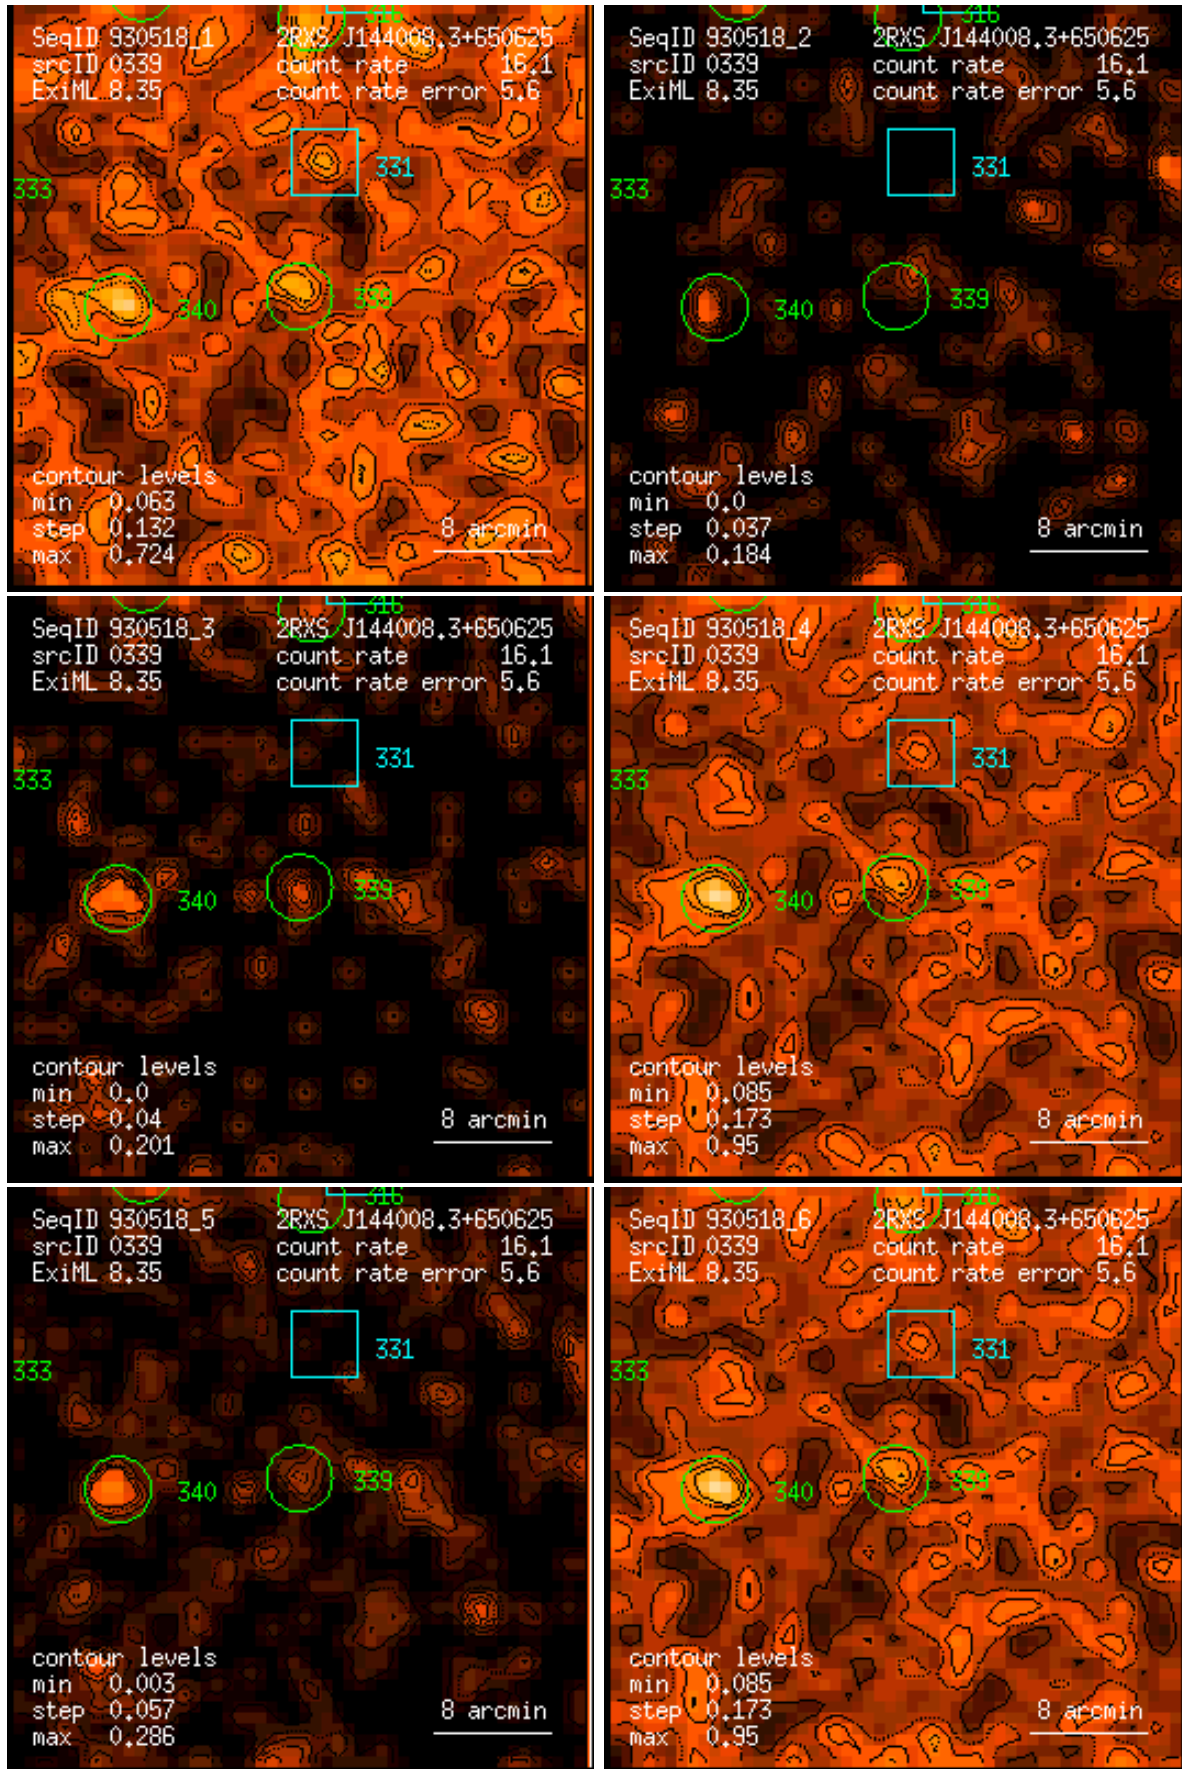 316
SeqID 930518_1 2RXS J144008.3+650625
srcID 0339 count rate 16.1
ExiML 8.35 count rate error 5.6
331
333
340
339
contour levels
min 0.063
step 0.132
max 0.724
8 arcmin
316
SeqID 930518_2 2RXS J144008.3+650625
srcID 0339 count rate 16.1
ExiML 8.35 count rate error 5.6
331
333
340
339
contour levels
min 0.0
step 0.037
max 0.184
8 arcmin
316
SeqID 930518_3 2RXS J144008.3+650625
srcID 0339 count rate 16.1
ExiML 8.35 count rate error 5.6
331
333
340
339
contour levels
min 0.0
step 0.04
max 0.201
8 arcmin
316
SeqID 930518_4 2RXS J144008.3+650625
srcID 0339 count rate 16.1
ExiML 8.35 count rate error 5.6
331
333
340
339
contour levels
min 0.085
step 0.173
max 0.95
8 arcmin
316
SeqID 930518_5 2RXS J144008.3+650625
srcID 0339 count rate 16.1
ExiML 8.35 count rate error 5.6
331
333
340
339
contour levels
min 0.003
step 0.057
max 0.286
8 arcmin
316
SeqID 930518_6 2RXS J144008.3+650625
srcID 0339 count rate 16.1
ExiML 8.35 count rate error 5.6
331
333
340
339
contour levels
min 0.085
step 0.173
max 0.95
8 arcmin